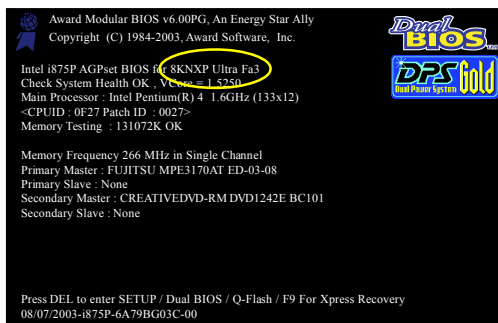 Award Modular BIOS v6.00PG, An Energy Star Ally
Copyright (C) 1984-2003, Award Software, Inc.
Dual
BIOS
DPS Gold
Dual Power System
Intel i875P AGPset BIOS for 8KNXP Ultra Fa3
Check System Health OK , VCore = 1.5250
Main Processor : Intel Pentium(R) 4 1.6GHz (133x12)
<CPUID : 0F27 Patch ID : 0027>
Memory Testing : 131072K OK
Memory Frequency 266 MHz in Single Channel
Primary Master : FUJITSU MPE3170AT ED-03-08
Primary Slave : None
Secondary Master : CREATIVEDVD-RM DVD1242E BC101
Secondary Slave : None
Press DEL to enter SETUP / Dual BIOS / Q-Flash / F9 For Xpress Recovery
08/07/2003-i875P-6A79BG03C-00